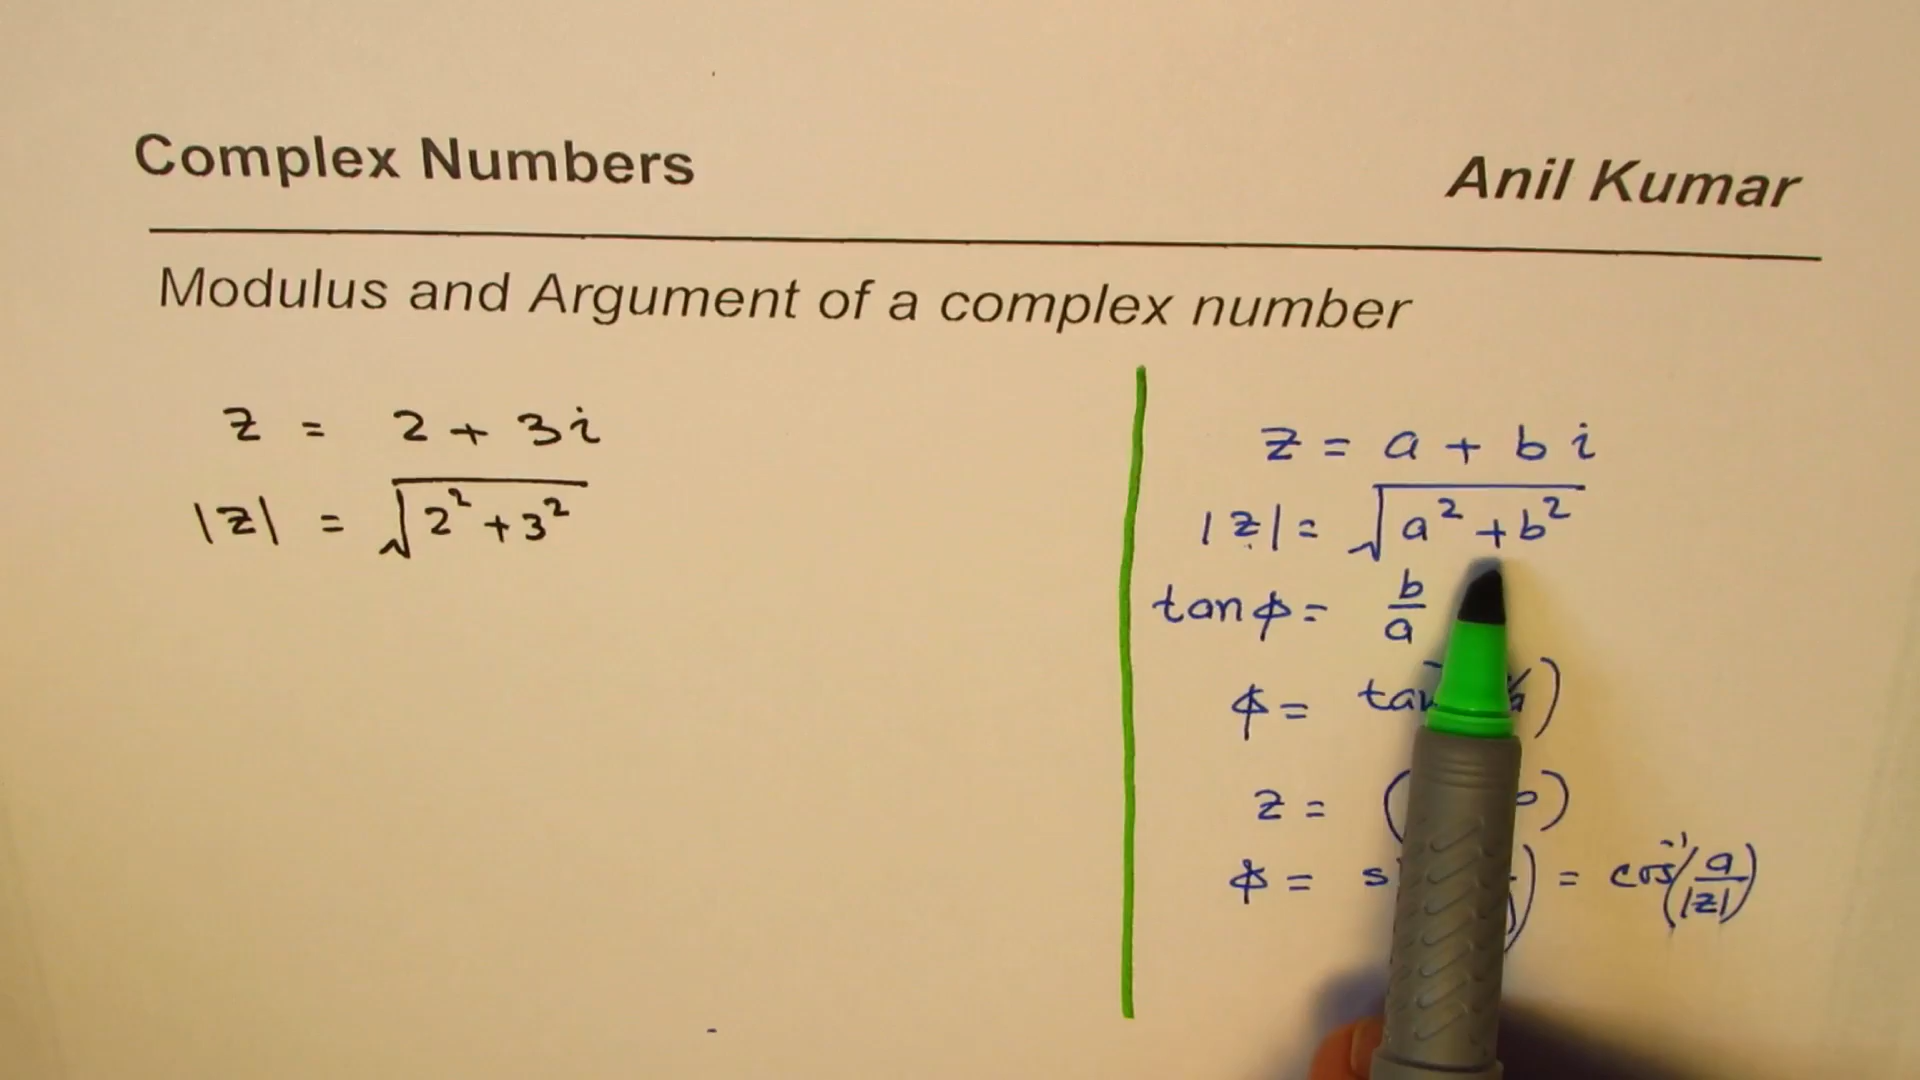 Complex Numbers
Anil Kumar
Modulus and Argument of a complex number
z = 2 + 3i
|z| = √(2² + 3²)
z = a + b i
|z| = √(a² + b²)
tan ϕ = b/a
ϕ =
z = (
ϕ = = cos⁻¹(a/|z|)